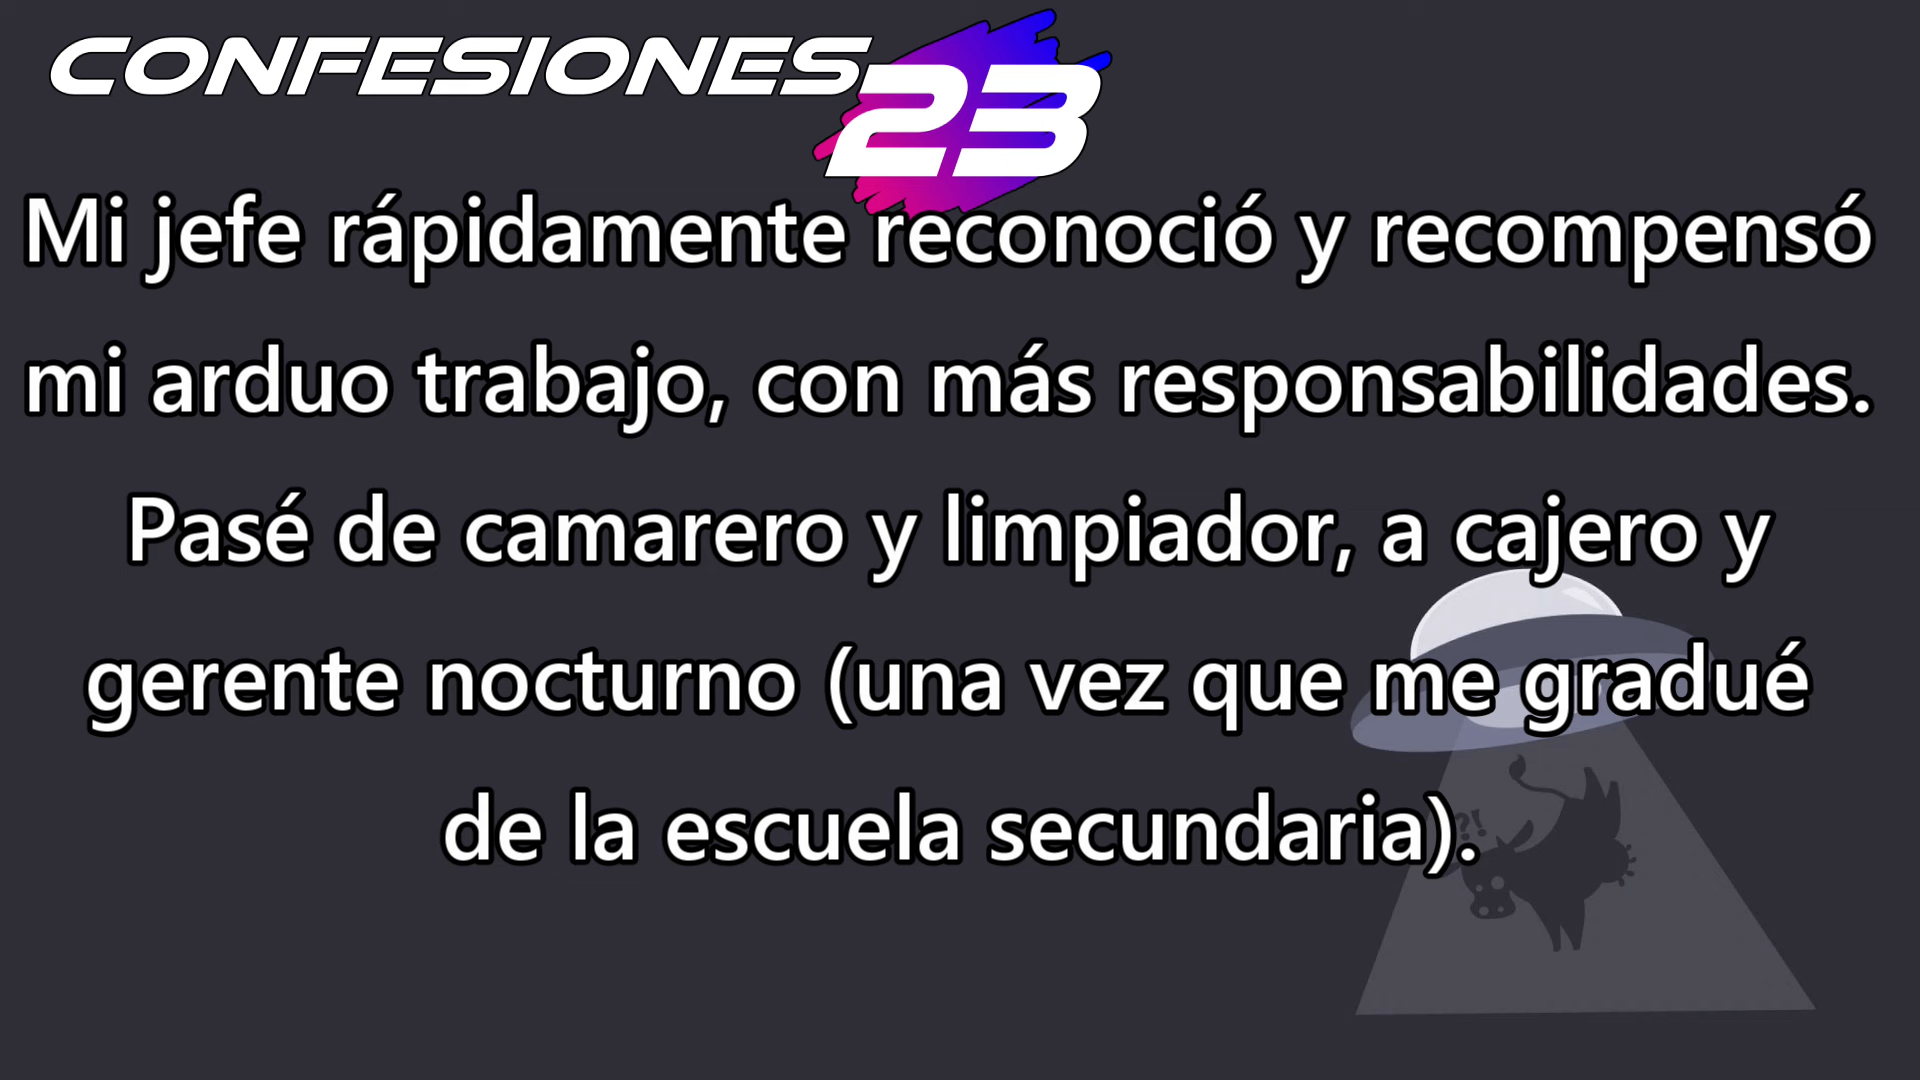 CONFESIONES
23
Mi jefe rápidamente reconoció y recompensó
mi arduo trabajo, con más responsabilidades.
Pasé de camarero y limpiador, a cajero y
gerente nocturno (una vez que me gradué
de la escuela secundaria).
?!